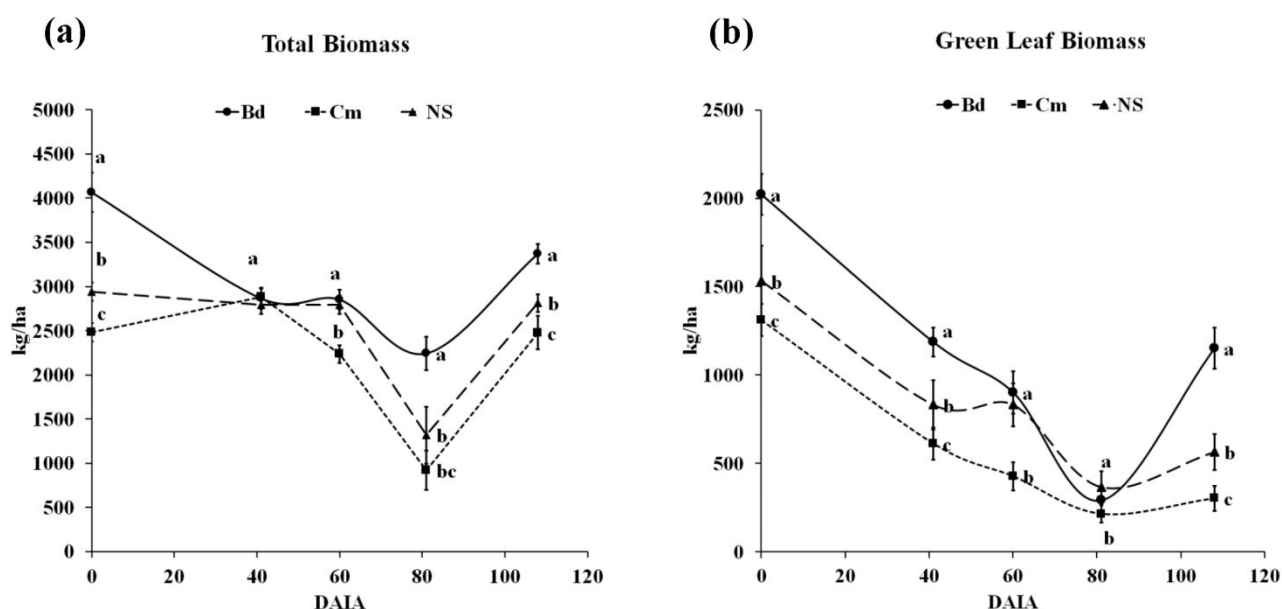 (a)
Total Biomass
Bd Cm NS
5000
4500
4000
3500
3000
2500
2000
1500
1000
500
0
kg/ha
a
b
c
a
a
b
a
b
bc
a
b
c
0 20 40 60 80 100 120
DAIA
(b)
Green Leaf Biomass
Bd Cm ·NS
2500
2000
1500
1000
500
0
kg/ha
a
b
c
a
b
c
a
b
a
b
a
b
c
0 20 40 60 80 100 120
DAIA